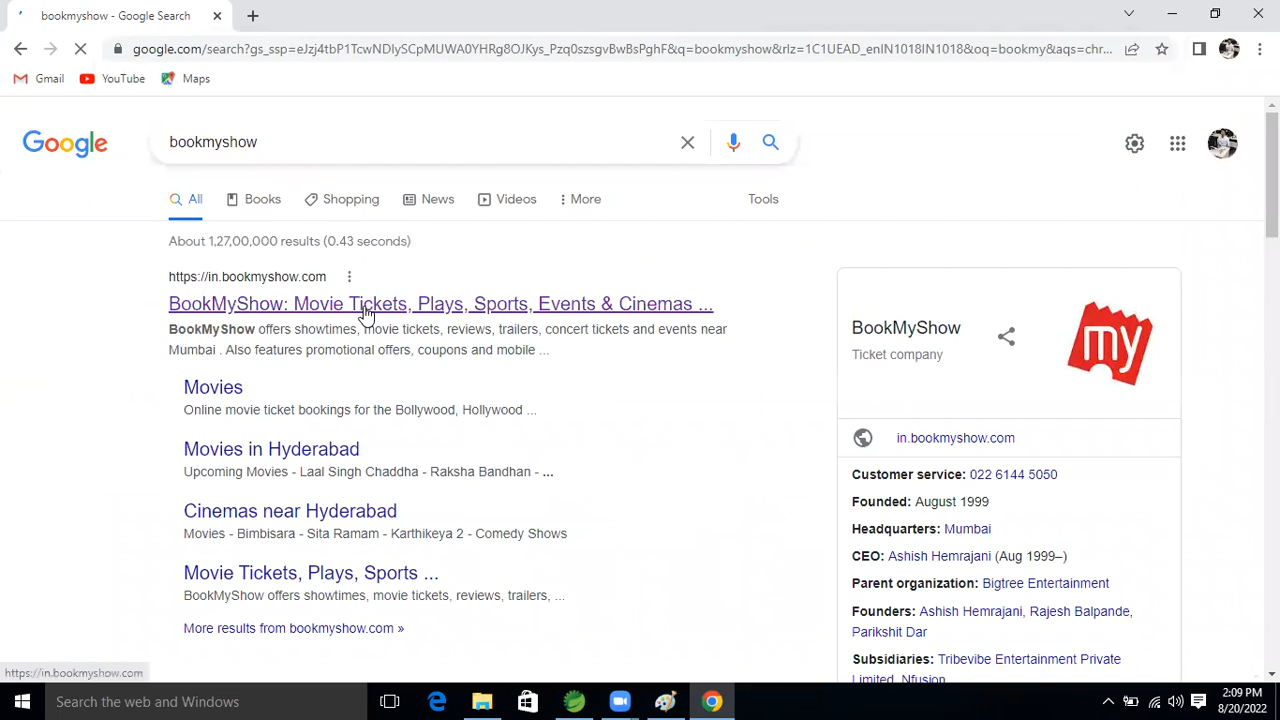 bookmyshow - Google Search
google.com/search?gs_ssp=eJzj4tbP1TcwNDIySCpMUWA0YHRg8OJKys_Pzq0szsgvBwBsPghF&q=bookmyshow&rlz=1C1UEAD_enIN1018IN1018&oq=bookmy&aqs=chr...
Gmail YouTube Maps
Google bookmyshow
All Books Shopping News Videos More Tools
About 1,27,00,000 results (0.43 seconds)
https://in.bookmyshow.com
BookMyShow: Movie Tickets, Plays, Sports, Events & Cinemas ...
BookMyShow offers showtimes, movie tickets, reviews, trailers, concert tickets and events near
Mumbai . Also features promotional offers, coupons and mobile ...
Movies
Online movie ticket bookings for the Bollywood, Hollywood ...
Movies in Hyderabad
Upcoming Movies - Laal Singh Chaddha - Raksha Bandhan - ...
Cinemas near Hyderabad
Movies - Bimbisara - Sita Ramam - Karthikeya 2 - Comedy Shows
Movie Tickets, Plays, Sports ...
BookMyShow offers showtimes, movie tickets, reviews, trailers, ...
More results from bookmyshow.com »
BookMyShow
Ticket company
my
in.bookmyshow.com
Customer service: 022 6144 5050
Founded: August 1999
Headquarters: Mumbai
CEO: Ashish Hemrajani (Aug 1999–)
Parent organization: Bigtree Entertainment
Founders: Ashish Hemrajani, Rajesh Balpande,
Parikshit Dar
Subsidiaries: Tribevibe Entertainment Private
Limited, Nfusion
https://in.bookmyshow.com
Search the web and Windows
2:09 PM
8/20/2022